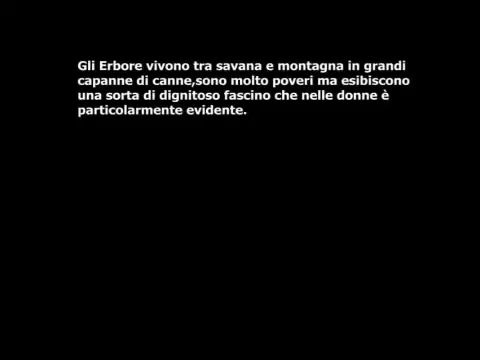 Gli Erbore vivono tra savana e montagna in grandi
capanne di canne,sono molto poveri ma esibiscono
una sorta di dignitoso fascino che nelle donne è
particolarmente evidente.